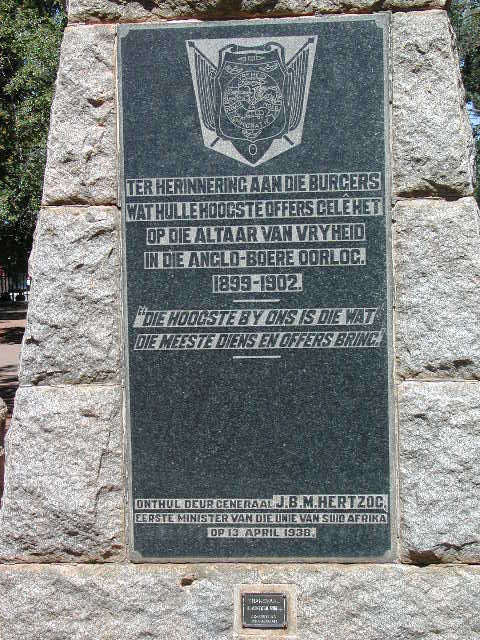 TER HERINNERING AAN DIE BURGERS
WAT HULLE HOOGSTE OFFERS GELÊ HET
OP DIE ALTAAR VAN VRYHEID
IN DIE ANGLO-BOERE OORLOG.
1899-1902.
"DIE HOOGSTE BY ONS IS DIE WAT
DIE MEESTE DIENS EN OFFERS BRING."
ONTHUL DEUR GENERAAL J.B.M. HERTZOG,
EERSTE MINISTER VAN DIE UNIE VAN SUID AFRIKA
OP 13 APRIL 1938.